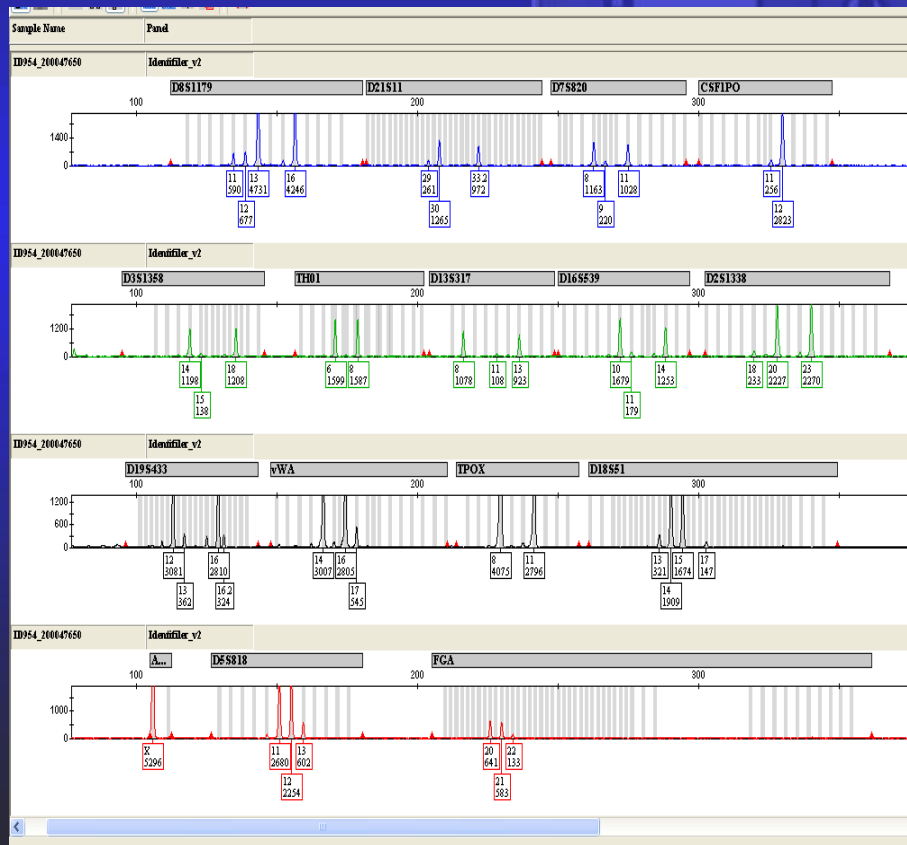 Sample Name Panel
ID954_200047650 Identifiler_v2
D8S1179 D21S11 D7S820 CSF1PO
100 200 300
1400
0
11 13 16 29 33.2 8 11 11
590 4731 4246 261 972 1163 1028 256
12 30 9 12
677 1265 220 2823
ID954_200047650 Identifiler_v2
D3S1358 TH01 D13S317 D16S539 D2S1338
100 200 300
1200
0
14 18 6 8 8 11 13 10 14 18 20 23
1198 1208 1599 1587 1078 108 923 1679 1253 233 2227 2270
15 11
138 179
ID954_200047650 Identifiler_v2
D19S433 vWA TPOX D18S51
100 200 300
1200
600
0
12 16 14 16 8 11 13 15 17
3081 2810 3007 2805 4075 2796 321 1674 147
13 16.2 17 14
362 324 545 1909
ID954_200047650 Identifiler_v2
A... D5S818 FGA
100 200 300
1000
0
X 11 13 20 22
5296 2680 602 641 133
12 21
2254 583